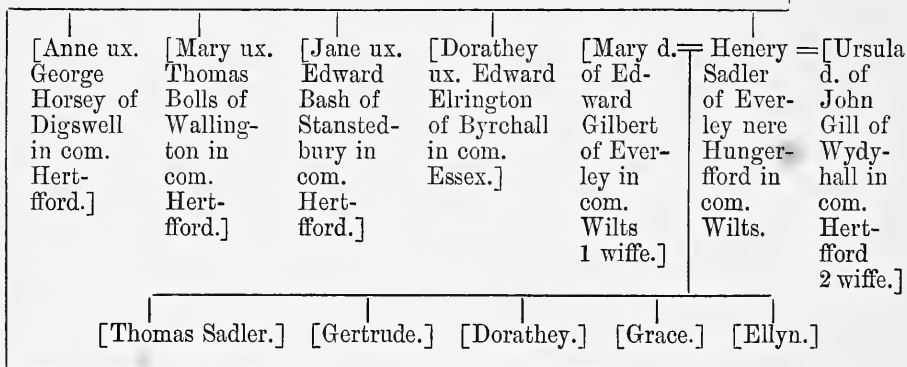 [Anne ux.
George
Horsey of
Digswell
in com.
Hert-
fford.]
[Mary ux.
Thomas
Bolls of
Walling-
ton in
com.
Hert-
fford.]
[Jane ux.
Edward
Bash of
Stansted-
bury in
com.
Hert-
fford.]
[Dorathey
ux. Edward
Elrington
of Byrchall
in com.
Essex.]
[Mary d.
of Ed-
ward
Gilbert
of Ever-
ley in
com.
Wilts
1 wiffe.]
Henery
Sadler
of Ever-
ley nere
Hunger-
fford in
com.
Wilts.
[Ursula
d. of
John
Gill of
Wydy-
hall in
com.
Hert-
fford
2 wiffe.]
[Thomas Sadler.] [Gertrude.] [Dorathey.] [Grace.] [Ellyn.]